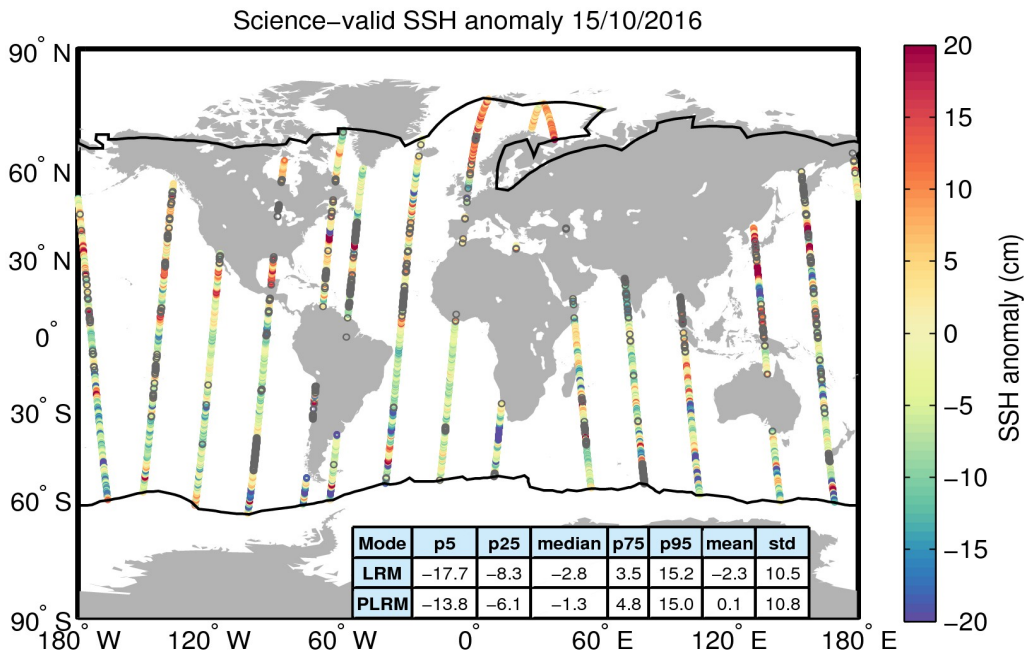 Science−valid SSH anomaly 15/10/2016
90° N
60° N
30° N
0°
30° S
60° S
90° S
180° W
120° W
60° W
0°
60° E
120° E
180° E
Mode p5 p25 median p75 p95 mean std
LRM −17.7 −8.3 −2.8 3.5 15.2 −2.3 10.5
PLRM −13.8 −6.1 −1.3 4.8 15.0 0.1 10.8
20
15
10
5
0
−5
−10
−15
−20
SSH anomaly (cm)